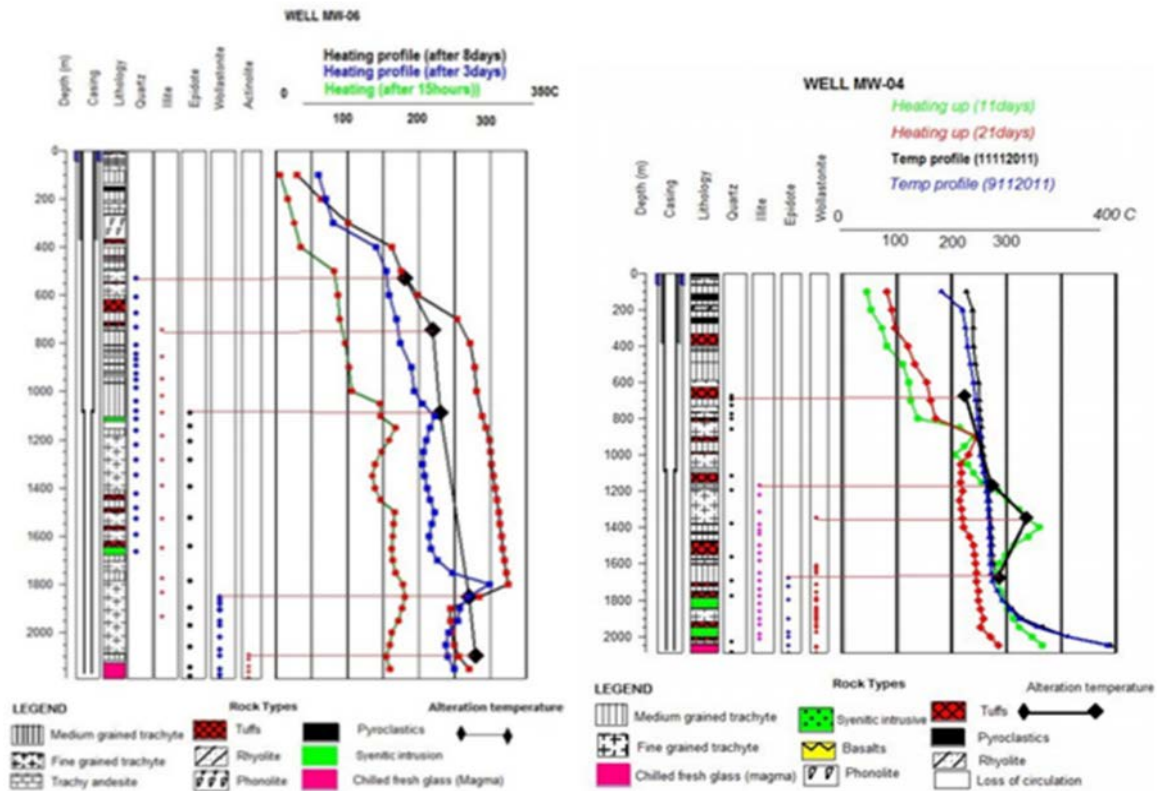 WELL MW-06
Heating profile (after 8days)
Heating profile (after 3days)
Heating (after 15hours))
0 350C
100 200 300
Depth (m)
Casing
Lithology
Quartz
Illite
Epidote
Wollastonite
Actinolite
0
200
400
600
800
1000
1200
1400
1600
1800
2000
LEGEND
Rock Types
Alteration temperature
Medium grained trachyte
Tuffs
Pyroclastics
Fine grained trachyte
Rhyolite
Syenitic intrusion
Trachy andesite
Phonolite
Chilled fresh glass (Magma)
WELL MW-04
Heating up (11days)
Heating up (21days)
Temp profile (11112011)
Temp profile (9112011)
0 400 C
100 200 300
Depth (m)
Casing
Lithology
Quartz
Illite
Epidote
Wollastonite
0
200
400
600
800
1000
1200
1400
1600
1800
2000
LEGEND
Rock Types
Alteration temperature
Medium grained trachyte
Syenitic intrusive
Tuffs
Fine grained trachyte
Basalts
Pyroclastics
Rhyolite
Chilled fresh glass (magma)
Phonolite
Loss of circulation